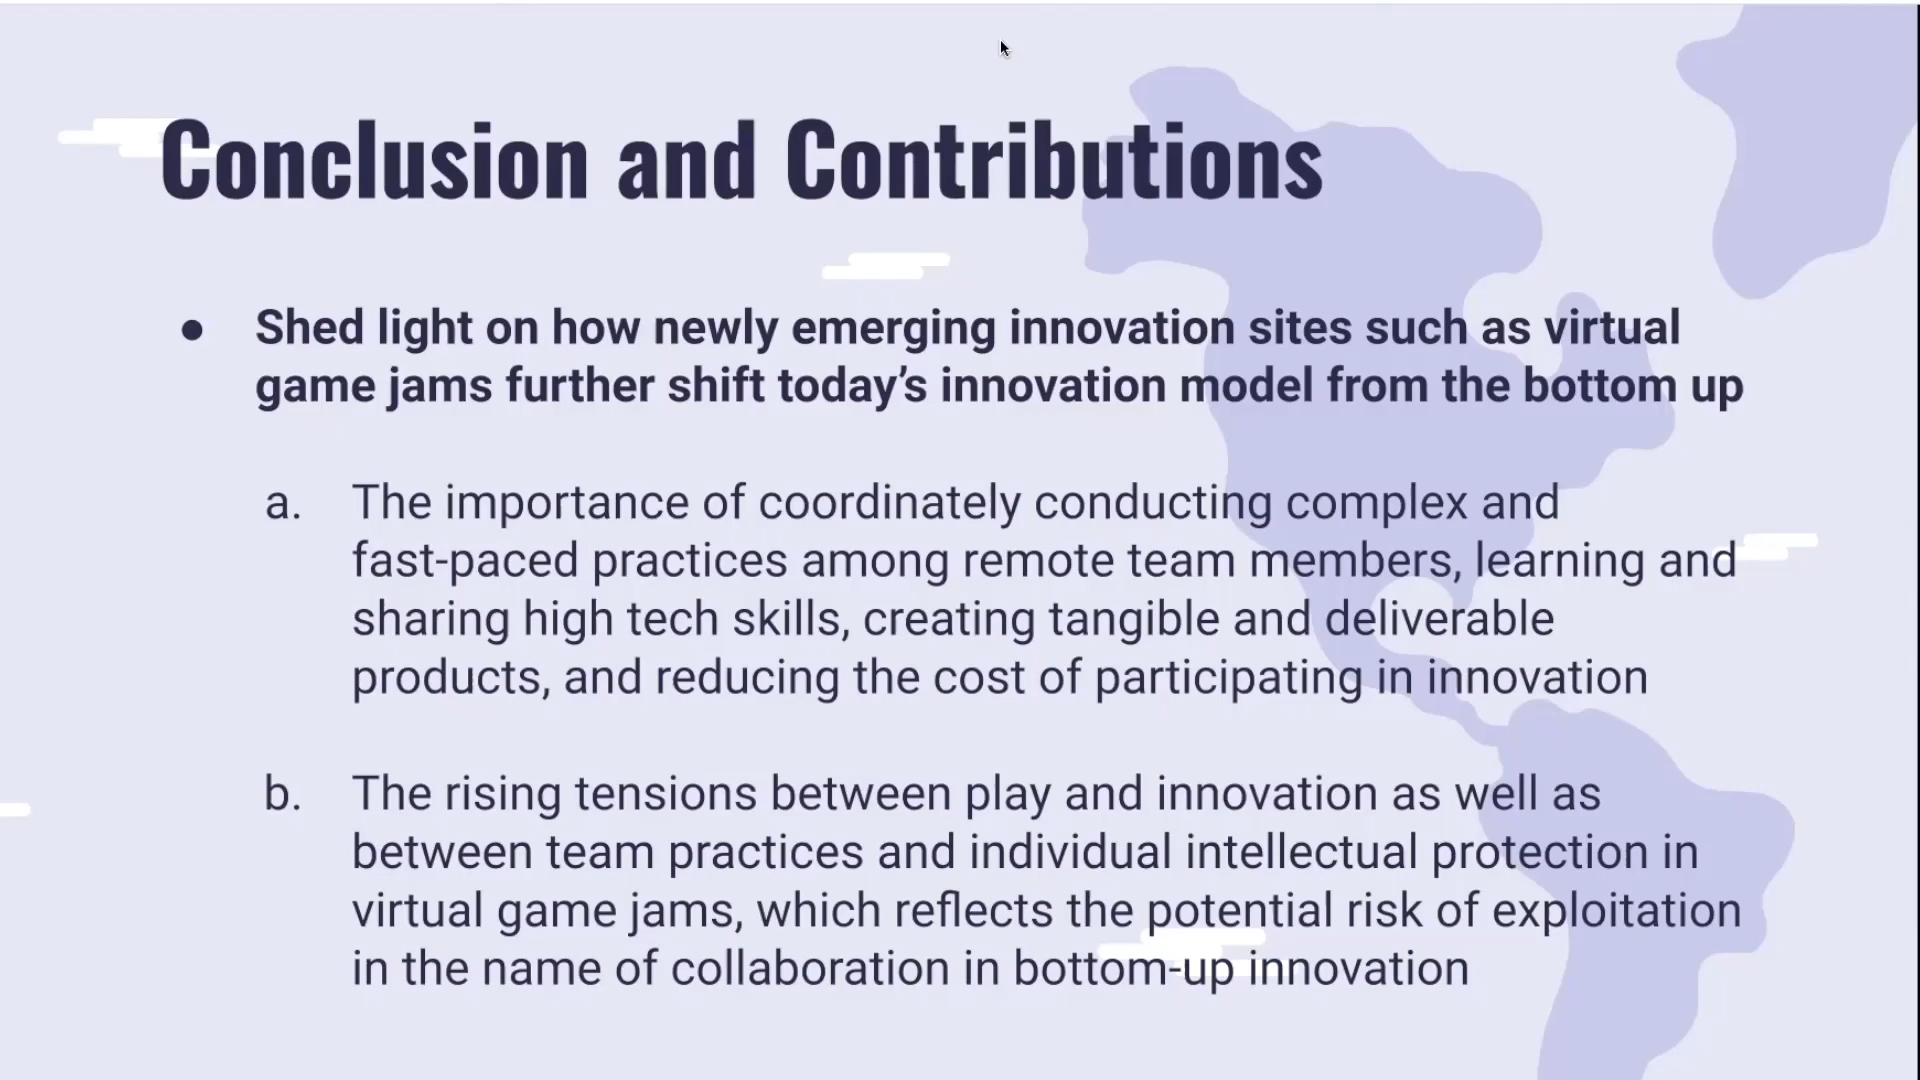 Conclusion and Contributions
● Shed light on how newly emerging innovation sites such as virtual
game jams further shift today’s innovation model from the bottom up
a. The importance of coordinately conducting complex and
fast-paced practices among remote team members, learning and
sharing high tech skills, creating tangible and deliverable
products, and reducing the cost of participating in innovation
b. The rising tensions between play and innovation as well as
between team practices and individual intellectual protection in
virtual game jams, which reflects the potential risk of exploitation
in the name of collaboration in bottom-up innovation